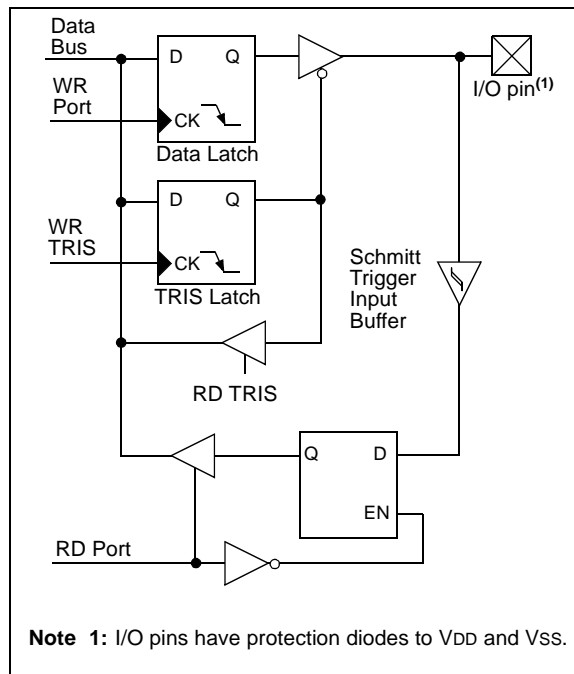 Data
Bus
D Q
WR
Port
CK
I/O pin(1)
Data Latch
D Q
WR
TRIS
CK
TRIS Latch
Schmitt
Trigger
Input
Buffer
RD TRIS
Q D
EN
RD Port
Note 1: I/O pins have protection diodes to VDD and VSS.